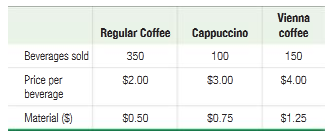 Regular Coffee Cappuccino Vienna coffee
Beverages sold 350 100 150
Price per beverage $2.00 $3.00 $4.00
Material ($) $0.50 $0.75 $1.25